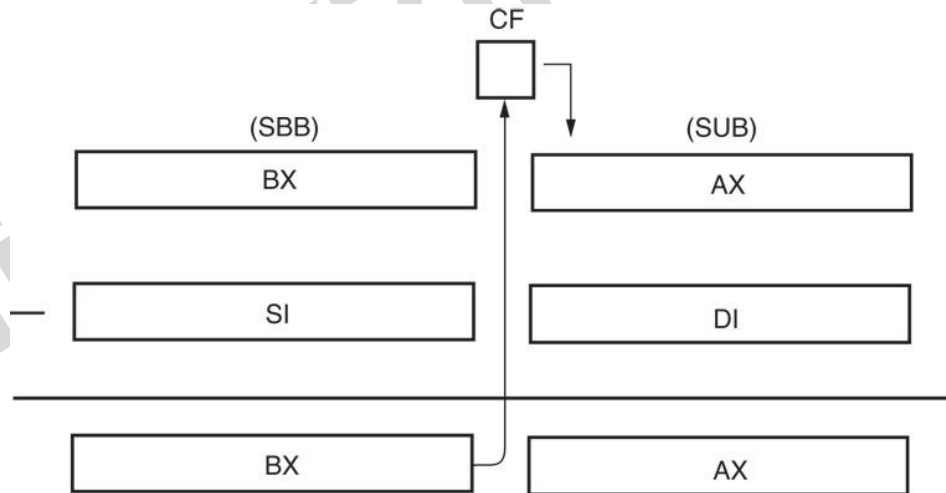 CF
(SBB) (SUB)
BX AX
SI DI
BX AX